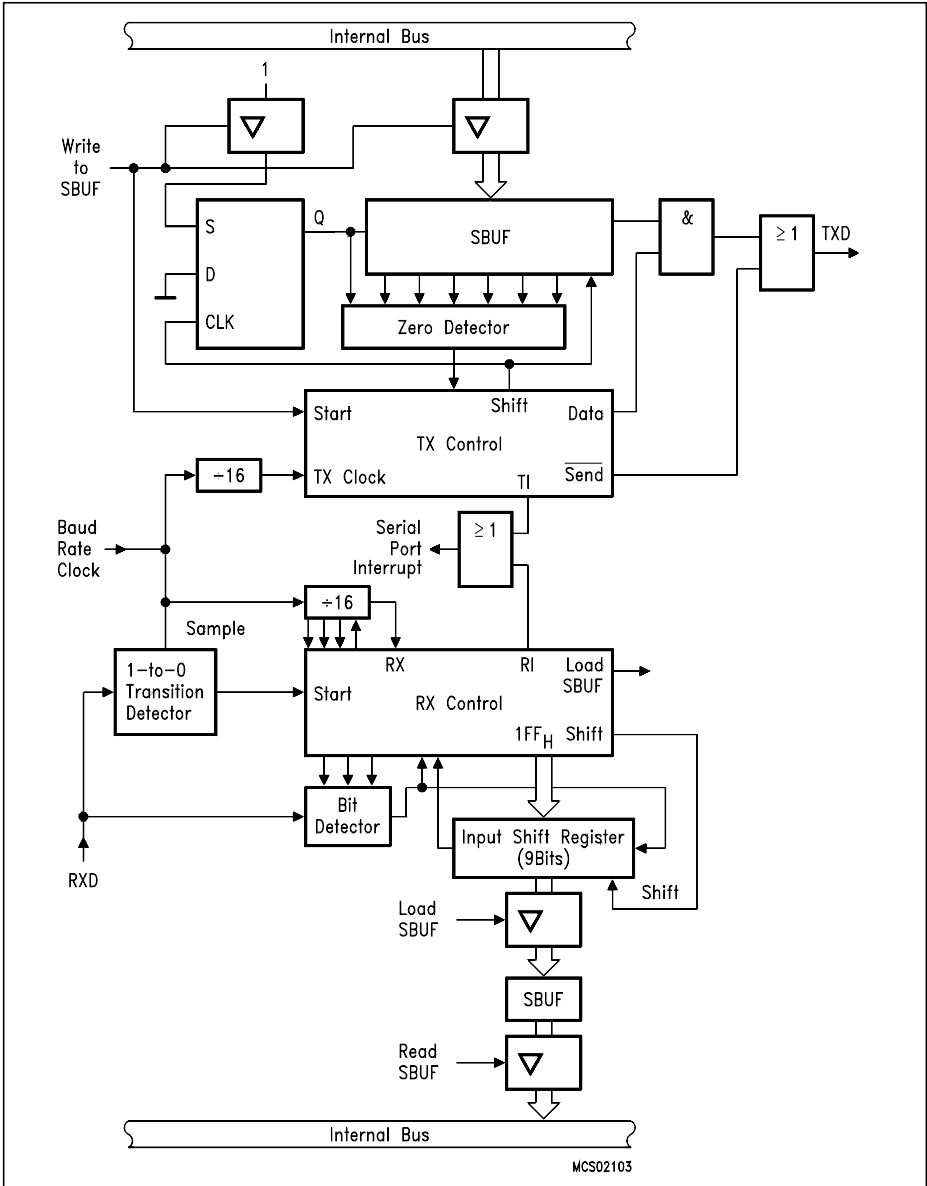 Internal Bus
1
Write
to
SBUF
S
Q
D
CLK
SBUF
&
≥1
TXD
Zero Detector
Start
Shift
Data
TX Control
TX Clock
TI
Send
÷16
Baud
Rate
Clock
Serial
Port
Interrupt
≥1
÷16
Sample
1-to-0
Transition
Detector
Start
RX
RI
Load
SBUF
RX Control
1FFH
Shift
Bit
Detector
Input Shift Register
(9Bits)
RXD
Shift
Load
SBUF
SBUF
Read
SBUF
Internal Bus
MCS02103